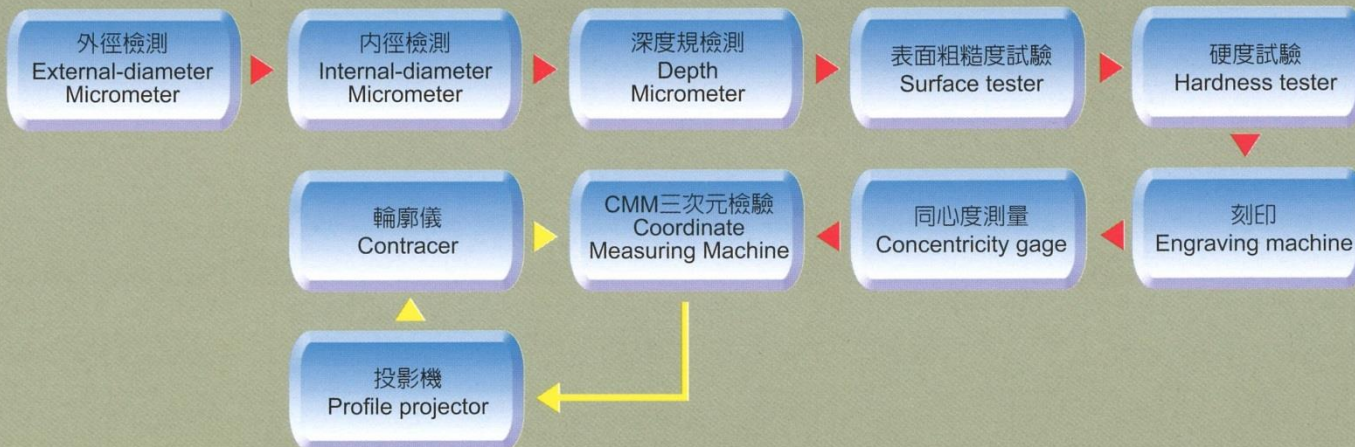 外徑檢測
External-diameter
Micrometer
內徑檢測
Internal-diameter
Micrometer
深度規檢測
Depth
Micrometer
表面粗糙度試驗
Surface tester
硬度試驗
Hardness tester
輪廓儀
Contracer
CMM三次元檢驗
Coordinate
Measuring Machine
同心度測量
Concentricity gage
刻印
Engraving machine
投影機
Profile projector